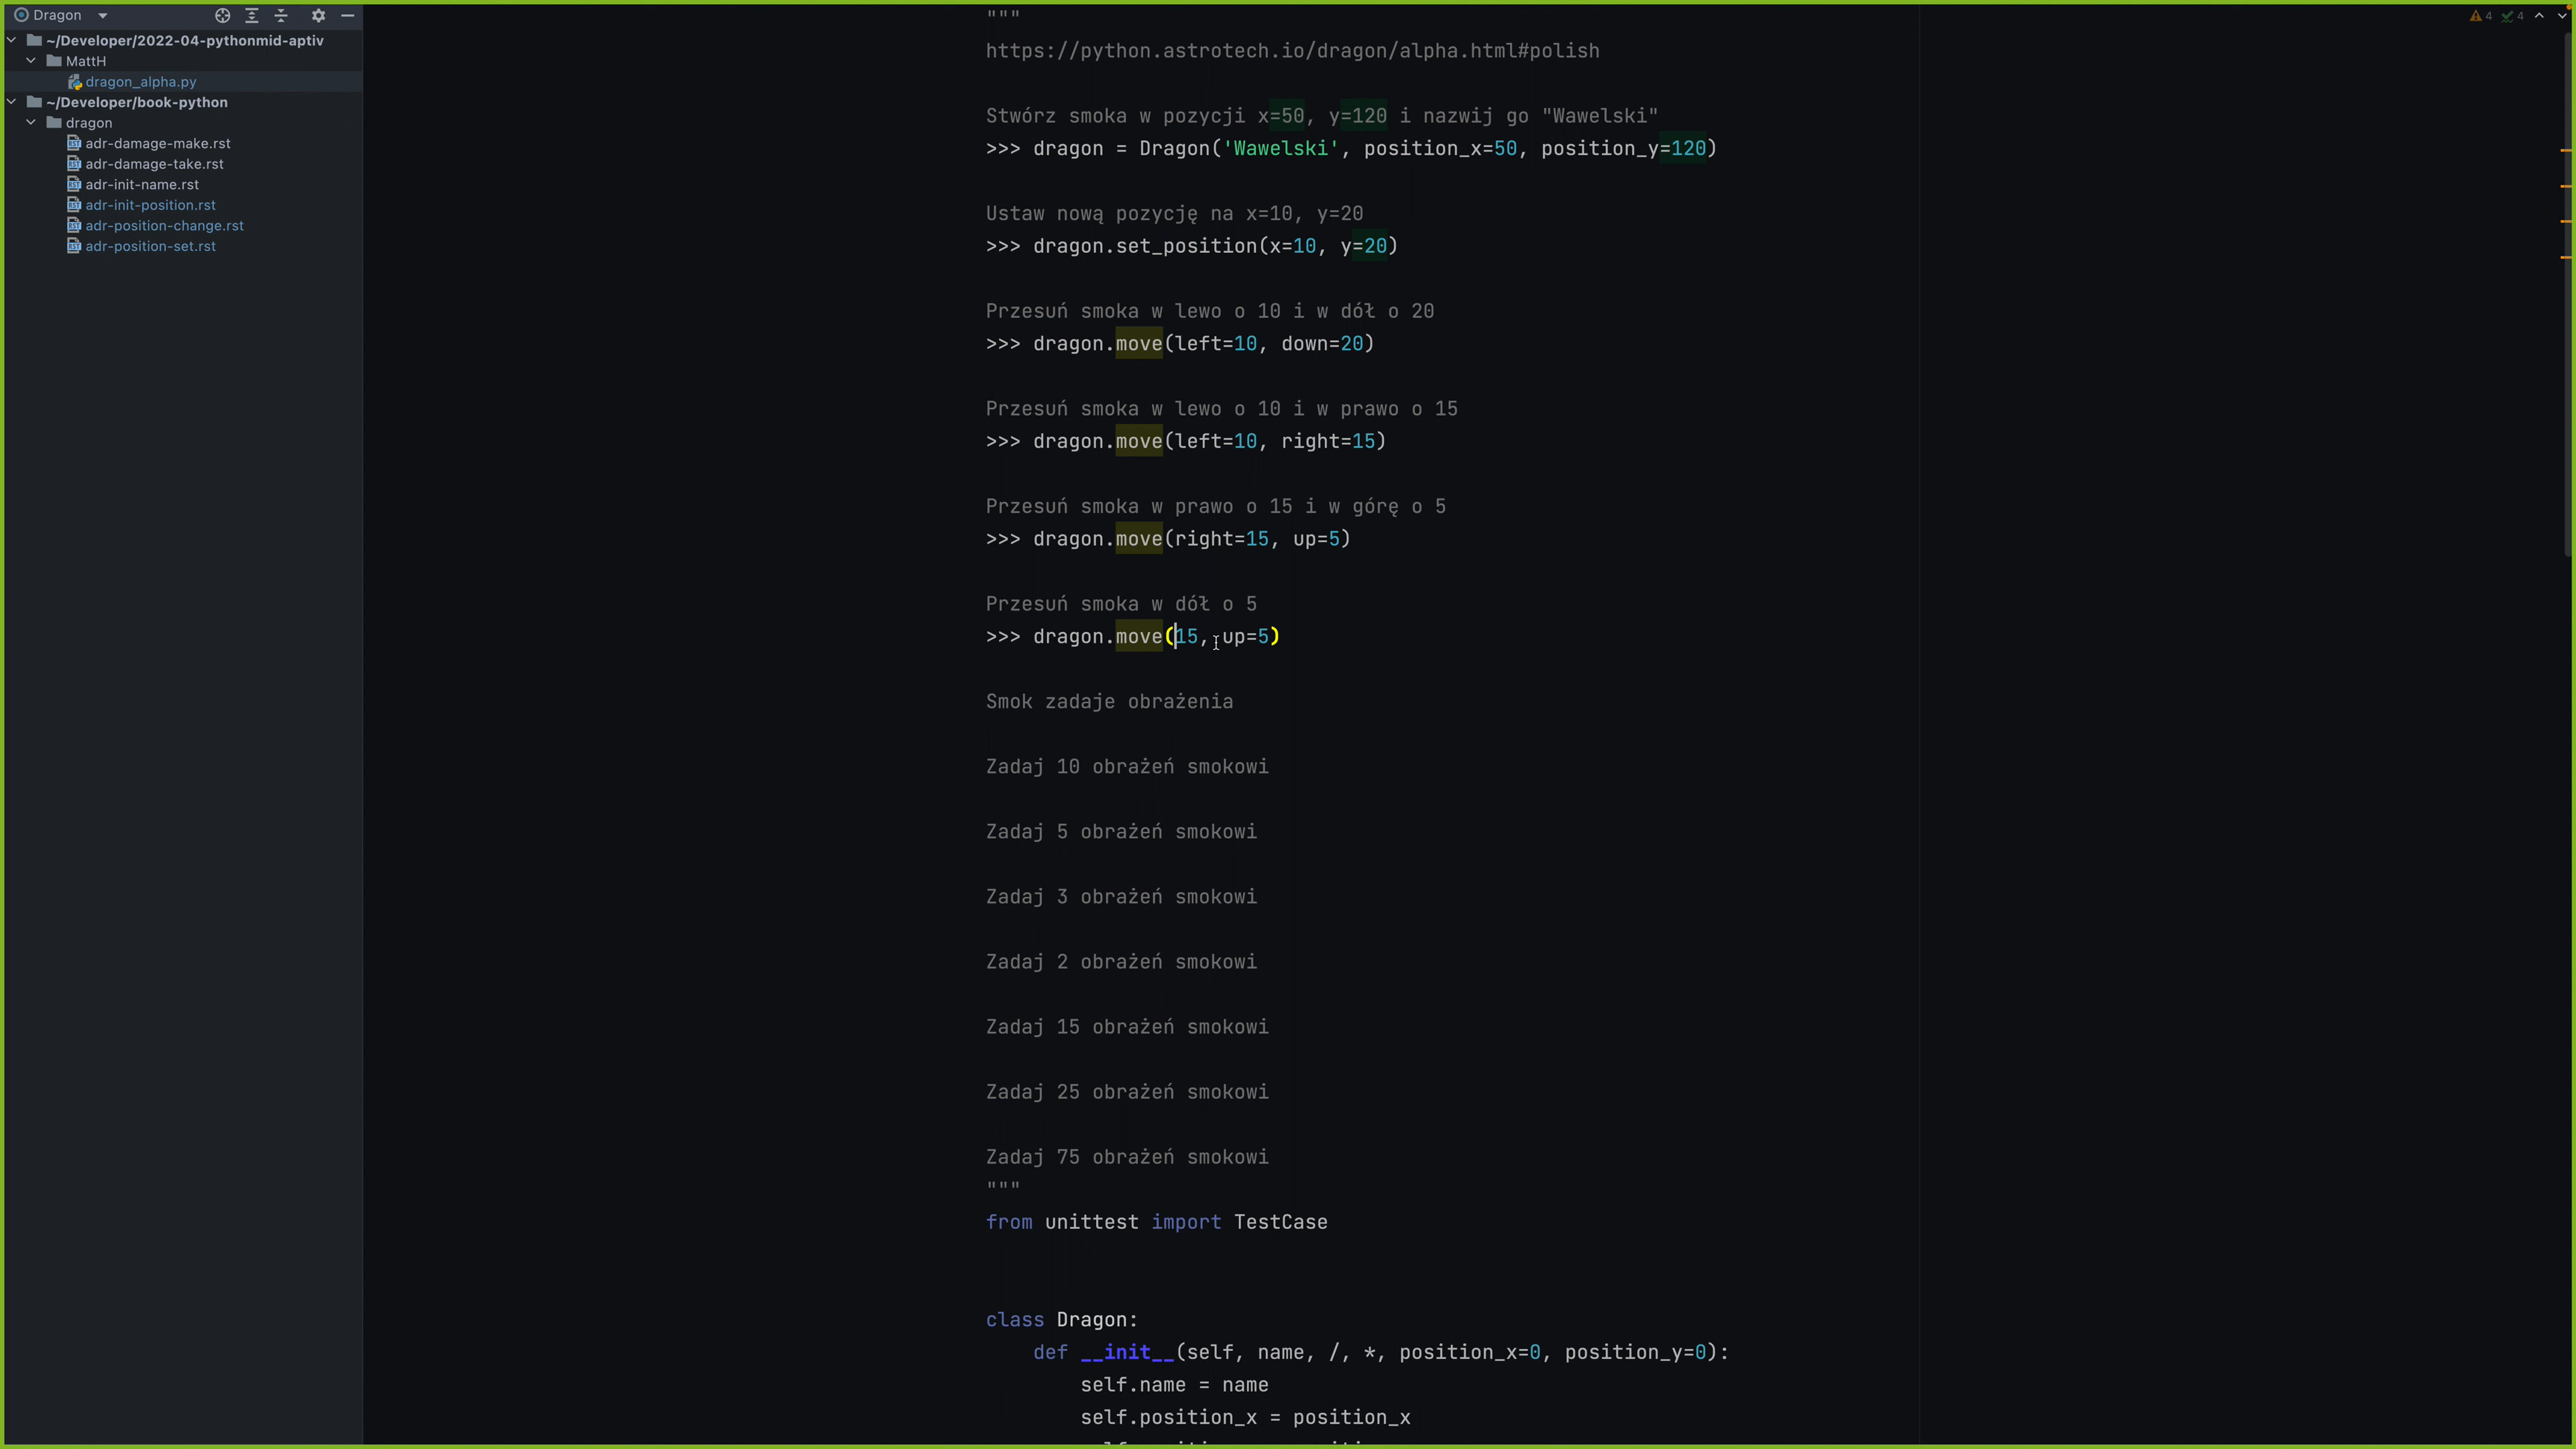 Dragon
~/Developer/2022-04-pythonmid-aptiv
MattH
dragon_alpha.py
~/Developer/book-python
dragon
adr-damage-make.rst
adr-damage-take.rst
adr-init-name.rst
adr-init-position.rst
adr-position-change.rst
adr-position-set.rst
4 4
"""
https://python.astrotech.io/dragon/alpha.html#polish
Stwórz smoka w pozycji x=50, y=120 i nazwij go "Wawelski"
>>> dragon = Dragon('Wawelski', position_x=50, position_y=120)
Ustaw nową pozycję na x=10, y=20
>>> dragon.set_position(x=10, y=20)
Przesuń smoka w lewo o 10 i w dół o 20
>>> dragon.move(left=10, down=20)
Przesuń smoka w lewo o 10 i w prawo o 15
>>> dragon.move(left=10, right=15)
Przesuń smoka w prawo o 15 i w górę o 5
>>> dragon.move(right=15, up=5)
Przesuń smoka w dół o 5
>>> dragon.move(15, up=5)
Smok zadaje obrażenia
Zadaj 10 obrażeń smokowi
Zadaj 5 obrażeń smokowi
Zadaj 3 obrażeń smokowi
Zadaj 2 obrażeń smokowi
Zadaj 15 obrażeń smokowi
Zadaj 25 obrażeń smokowi
Zadaj 75 obrażeń smokowi
"""
from unittest import TestCase
class Dragon:
def __init__(self, name, /, *, position_x=0, position_y=0):
self.name = name
self.position_x = position_x